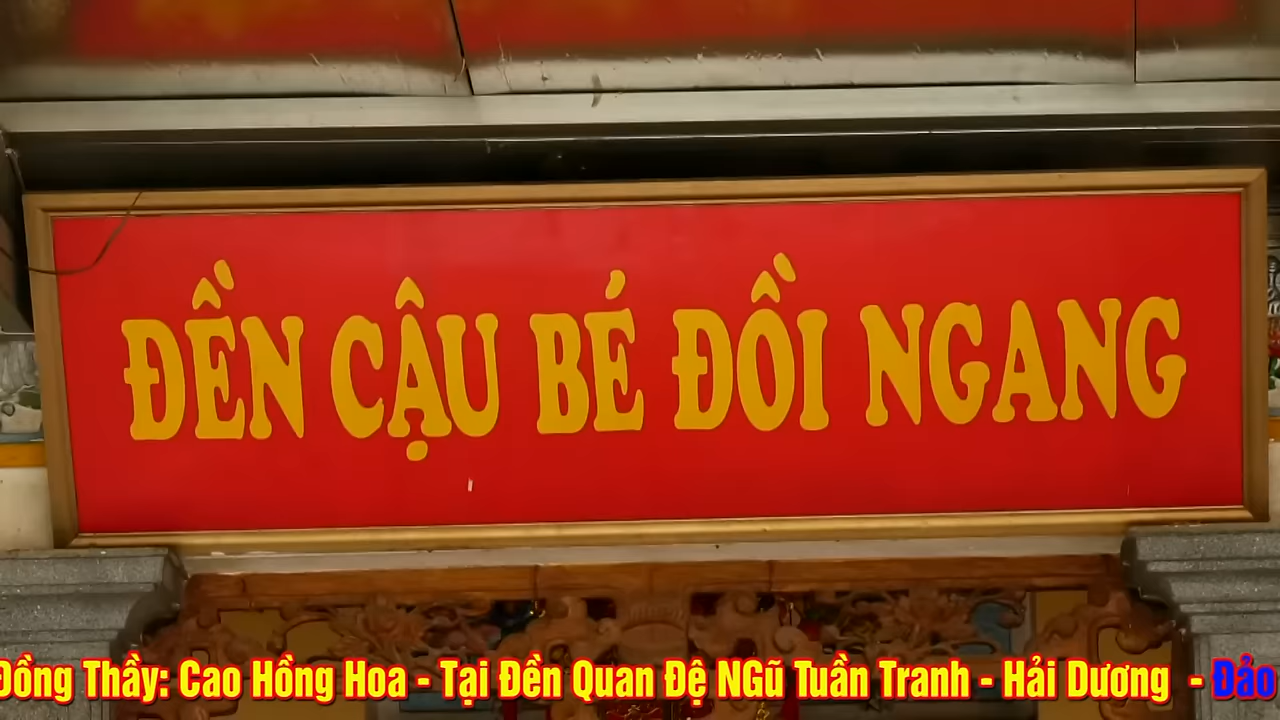 ĐỀN CẬU BÉ ĐỒI NGANG
Đồng Thầy: Cao Hồng Hoa - Tại Đền Quan Đệ NGũ Tuần Tranh - Hải Dương - Đảo